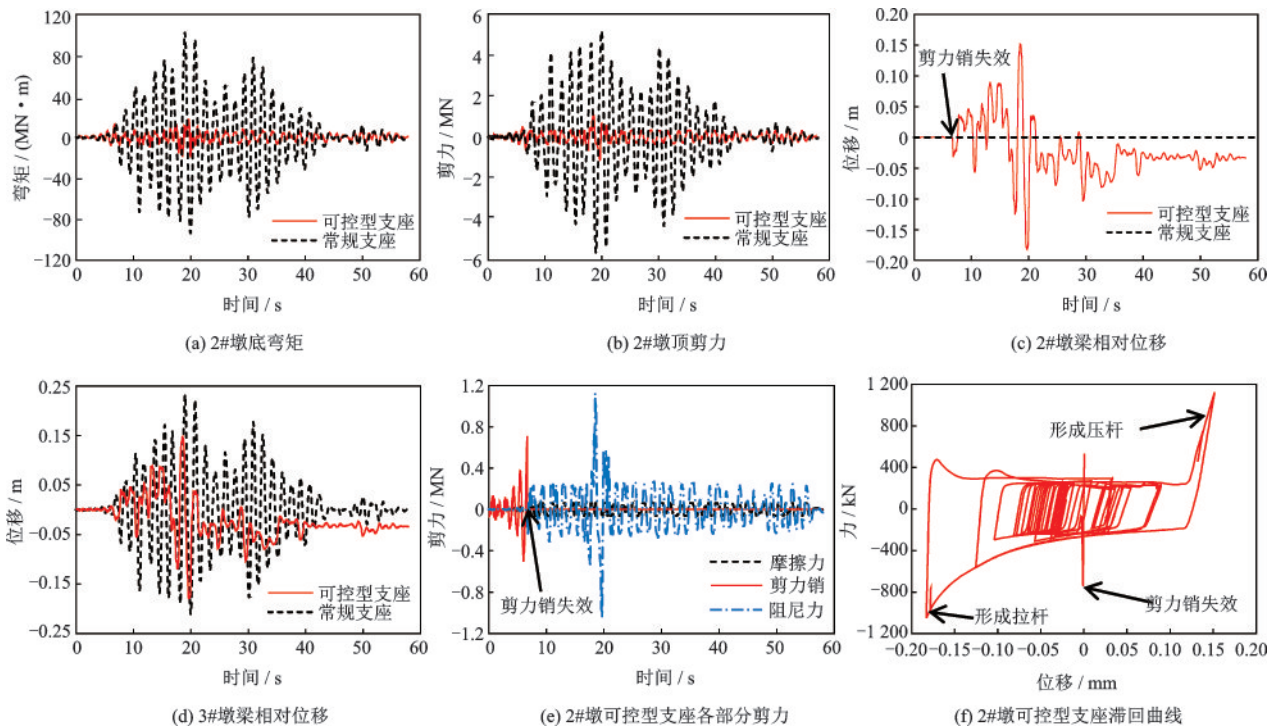 120
80
40
0
−40
−80
−120
弯矩 / (MN・m)
可控型支座
常规支座
0 10 20 30 40 50 60
时间 / s
(a) 2#墩底弯矩
6
4
2
0
2
4
6
剪力 / MN
可控型支座
常规支座
0 10 20 30 40 50 60
时间 / s
(b) 2#墩顶剪力
0.20
0.15
0.10
0.05
0
−0.05
−0.10
−0.15
−0.20
位移 / m
剪力销失效
可控型支座
常规支座
0 10 20 30 40 50 60
时间 / s
(c) 2#墩梁相对位移
0.25
0.15
0.05
−0.05
−0.15
−0.25
位移 / m
可控型支座
常规支座
0 10 20 30 40 50 60
时间 / s
(d) 3#墩梁相对位移
1.2
0.8
0.4
0
−0.4
−0.8
−1.2
剪力 / MN
摩擦力
剪力销
阻尼力
剪力销失效
0 10 20 30 40 50 60
时间 / s
(e) 2#墩可控型支座各部分剪力
1 200
800
400
0
−400
−800
−1 200
力 / kN
形成压杆
剪力销失效
形成拉杆
−0.20 −0.15 −0.10 −0.05 0 0.05 0.10 0.15 0.20
位移 / mm
(f) 2#墩可控型支座滞回曲线